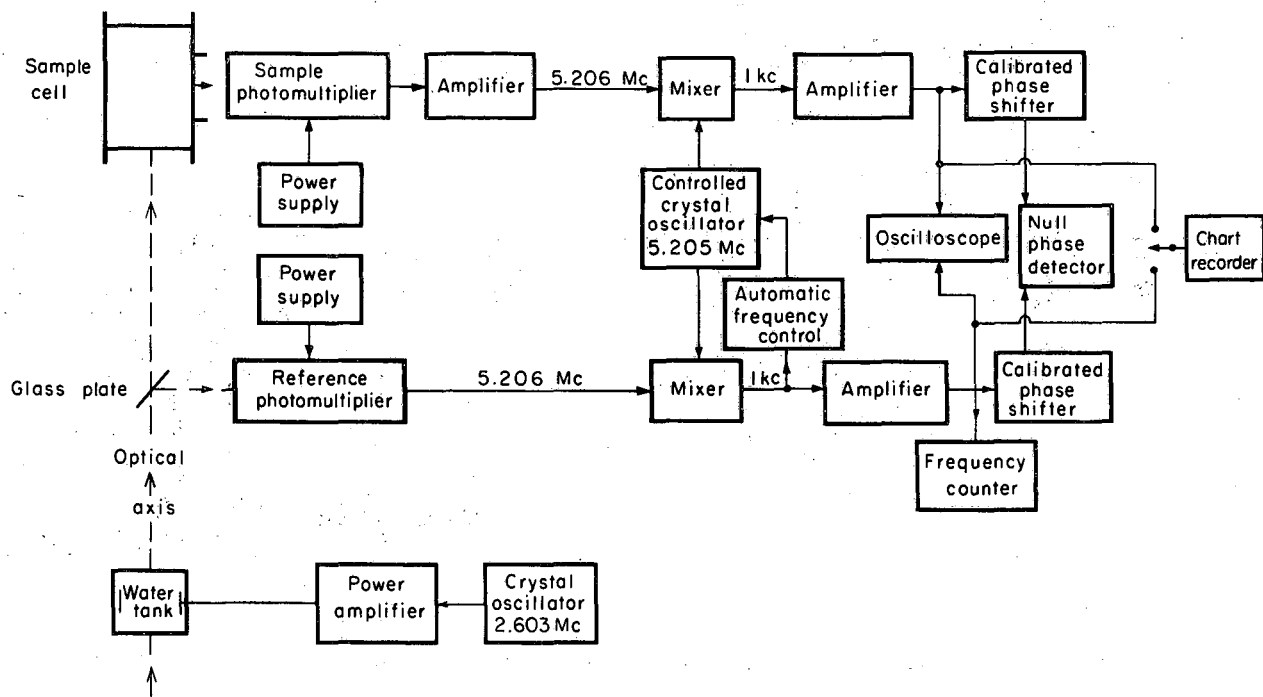 Sample
cell
Sample
photomultiplier
Amplifier
5.206 Mc
Mixer
1 kc
Amplifier
Calibrated
phase
shifter
Power
supply
Controlled
crystal
oscillator
5.205 Mc
Oscilloscope
Null
phase
detector
Chart
recorder
Power
supply
Automatic
frequency
control
Glass plate
Reference
photomultiplier
5.206 Mc
Mixer
1 kc
Amplifier
Calibrated
phase
shifter
Optical
axis
Frequency
counter
Water
tank
Power
amplifier
Crystal
oscillator
2.603 Mc